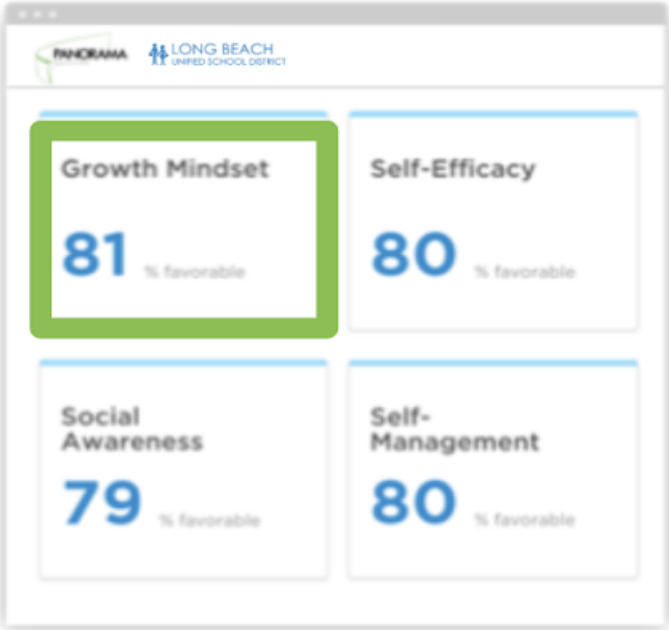 PANORAMA
LONG BEACH
UNIFIED SCHOOL DISTRICT
Growth Mindset
81 % favorable
Self-Efficacy
80 % favorable
Social
Awareness
79 % favorable
Self-
Management
80 % favorable